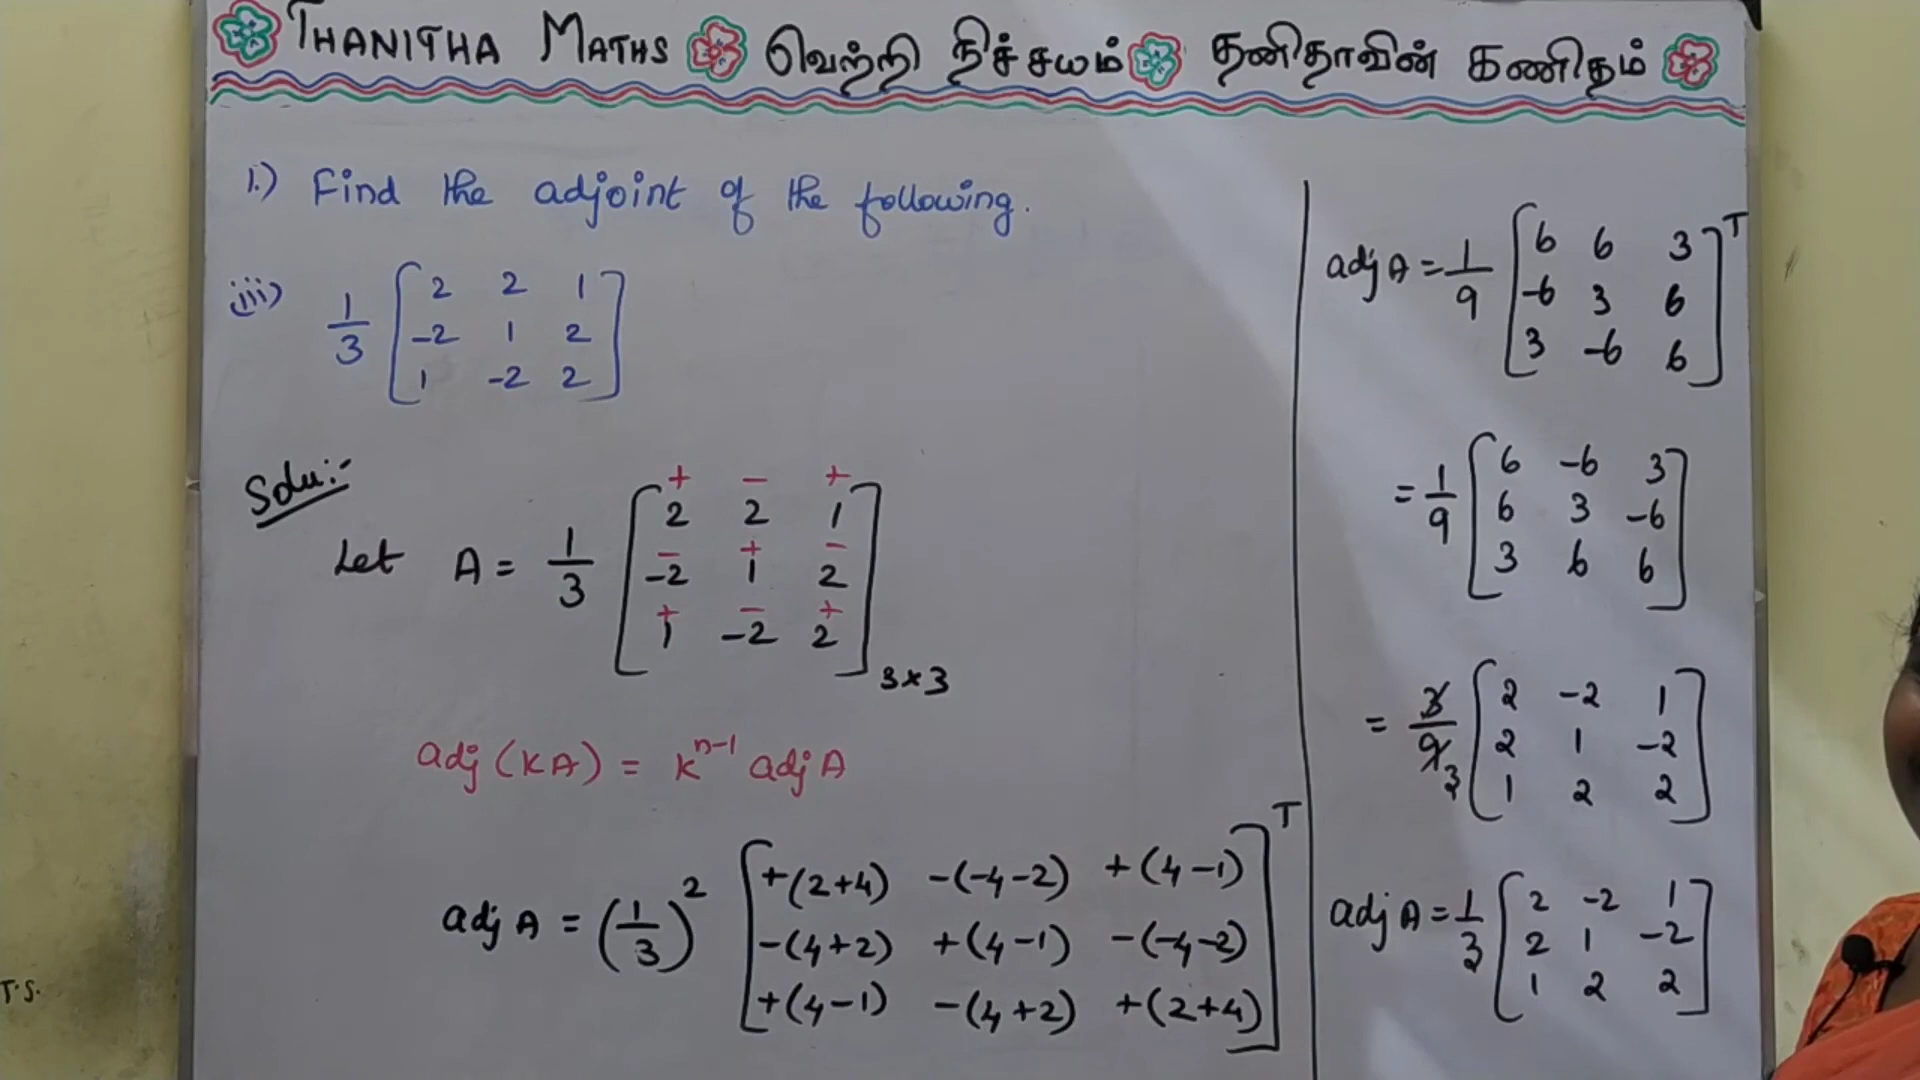 THANITHA MATHS வெற்றி நிச்சயம் தனிதாவின் கணிதம்
1.) Find the adjoint of the following.
iii) 1/3 [2 2 1
-2 1 2
1 -2 2]
Solu:-
Let A = 1/3 [+2 -2 +1
- -2 +1 -2
+1 - -2 +2] 3×3
adj (KA) = K^(n-1) adj A
adj A = (1/3)^2 [+(2+4) -(-4-2) +(4-1)
-(4+2) +(4-1) -(-4-2)
+(4-1) -(4+2) +(2+4)]^T
adj A = 1/9 [6 6 3
-6 3 6
3 -6 6]^T
= 1/9 [6 -6 3
6 3 -6
3 6 6]
= 3/9 3 [2 -2 1
2 1 -2
1 2 2]
adj A = 1/3 [2 -2 1
2 1 -2
1 2 2]
T.S.